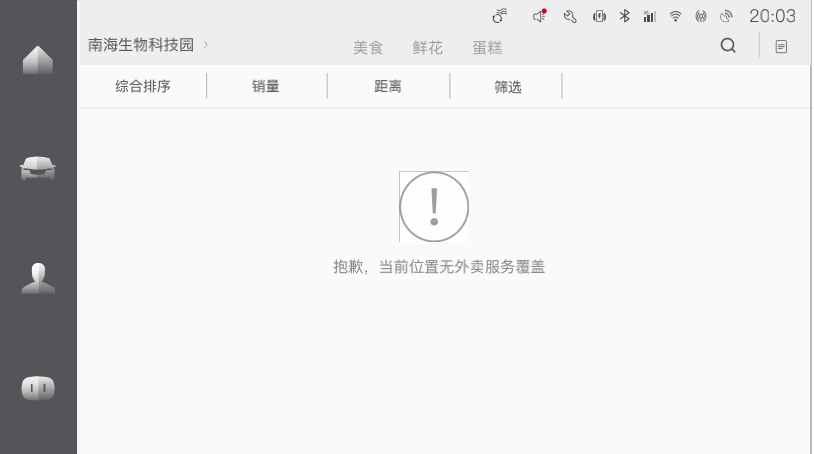 20:03
南海生物科技园
美食 鲜花 蛋糕
综合排序 销量 距离 筛选
抱歉，当前位置无外卖服务覆盖